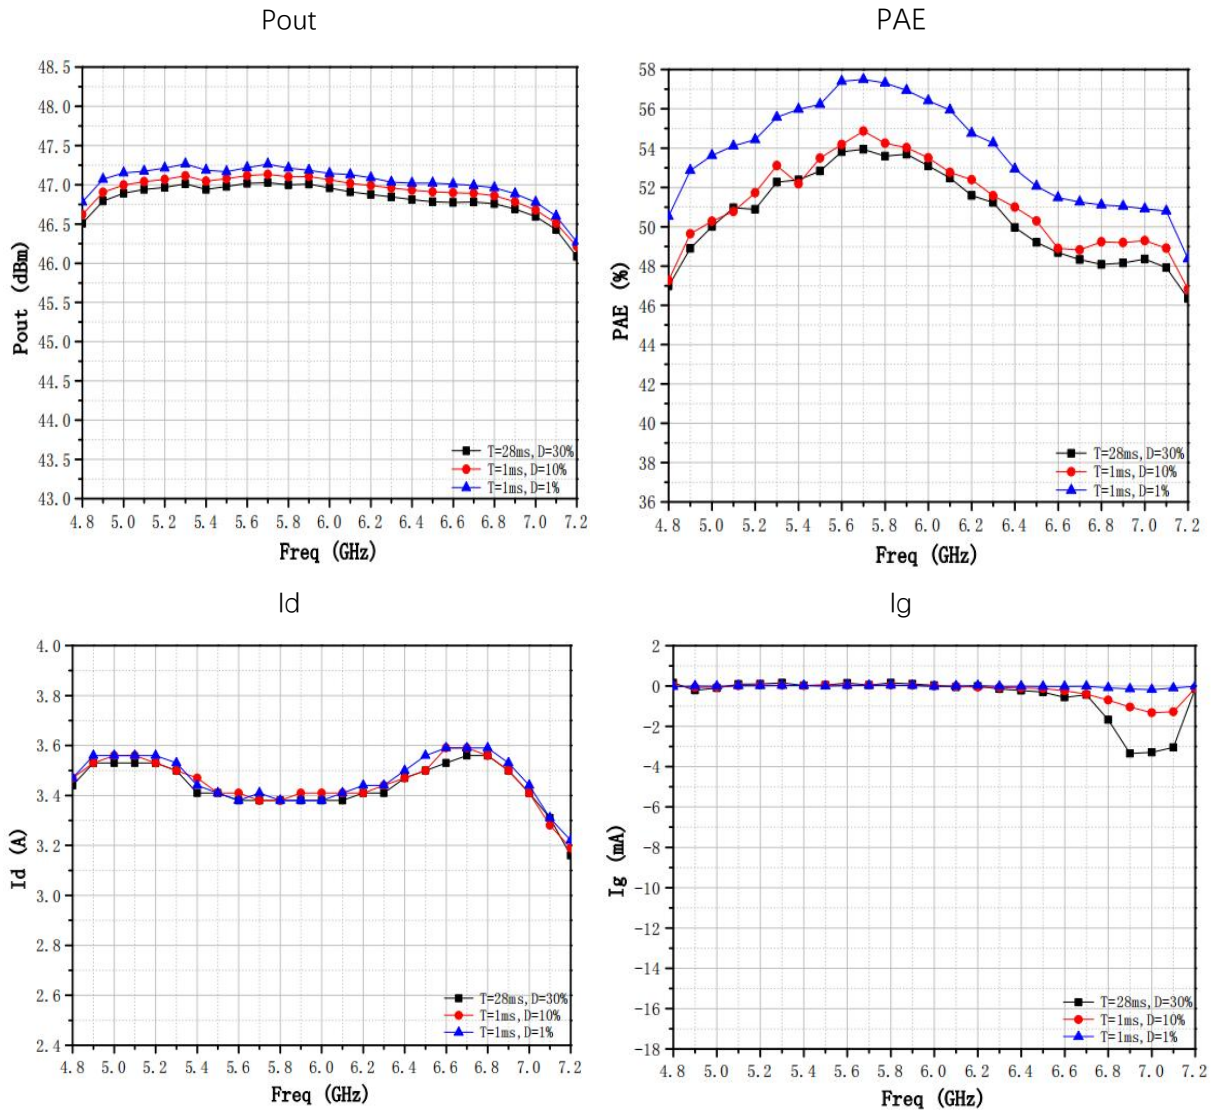 Pout
48.5
48.0
47.5
47.0
46.5
46.0
45.5
45.0
44.5
44.0
43.5
43.0
Pout (dBm)
T=28ms, D=30%
T=1ms, D=10%
T=1ms, D=1%
4.8 5.0 5.2 5.4 5.6 5.8 6.0 6.2 6.4 6.6 6.8 7.0 7.2
Freq (GHz)
PAE
58
56
54
52
50
48
46
44
42
40
38
36
PAE (%)
T=28ms, D=30%
T=1ms, D=10%
T=1ms, D=1%
4.8 5.0 5.2 5.4 5.6 5.8 6.0 6.2 6.4 6.6 6.8 7.0 7.2
Freq (GHz)
Id
4.0
3.8
3.6
3.4
3.2
3.0
2.8
2.6
2.4
Id (A)
T=28ms, D=30%
T=1ms, D=10%
T=1ms, D=1%
4.8 5.0 5.2 5.4 5.6 5.8 6.0 6.2 6.4 6.6 6.8 7.0 7.2
Freq (GHz)
Ig
2
0
-2
-4
-6
-8
-10
-12
-14
-16
-18
Ig (mA)
T=28ms, D=30%
T=1ms, D=10%
T=1ms, D=1%
4.8 5.0 5.2 5.4 5.6 5.8 6.0 6.2 6.4 6.6 6.8 7.0 7.2
Freq (GHz)